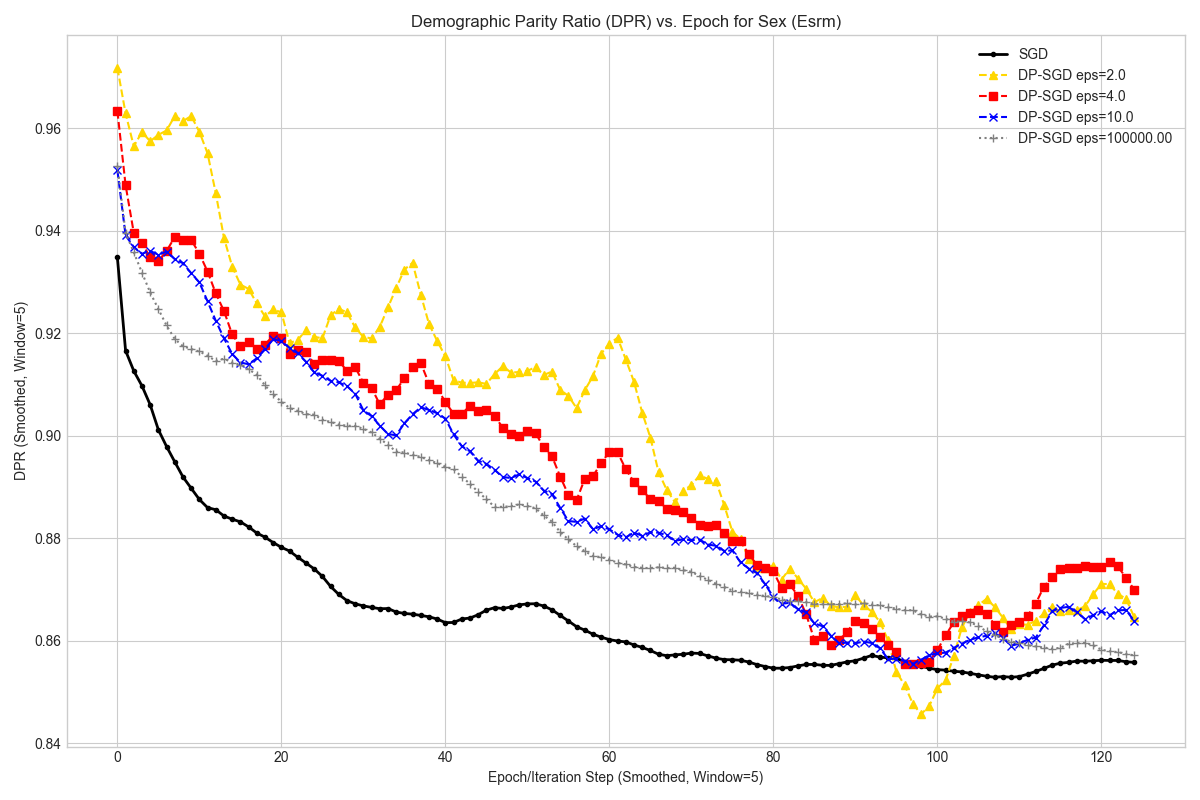 Demographic Parity Ratio (DPR) vs. Epoch for Sex (Esrm)
SGD
DP-SGD eps=2.0
DP-SGD eps=4.0
DP-SGD eps=10.0
DP-SGD eps=100000.00
DPR (Smoothed, Window=5)
0.96
0.94
0.92
0.90
0.88
0.86
0.84
0 20 40 60 80 100 120
Epoch/Iteration Step (Smoothed, Window=5)